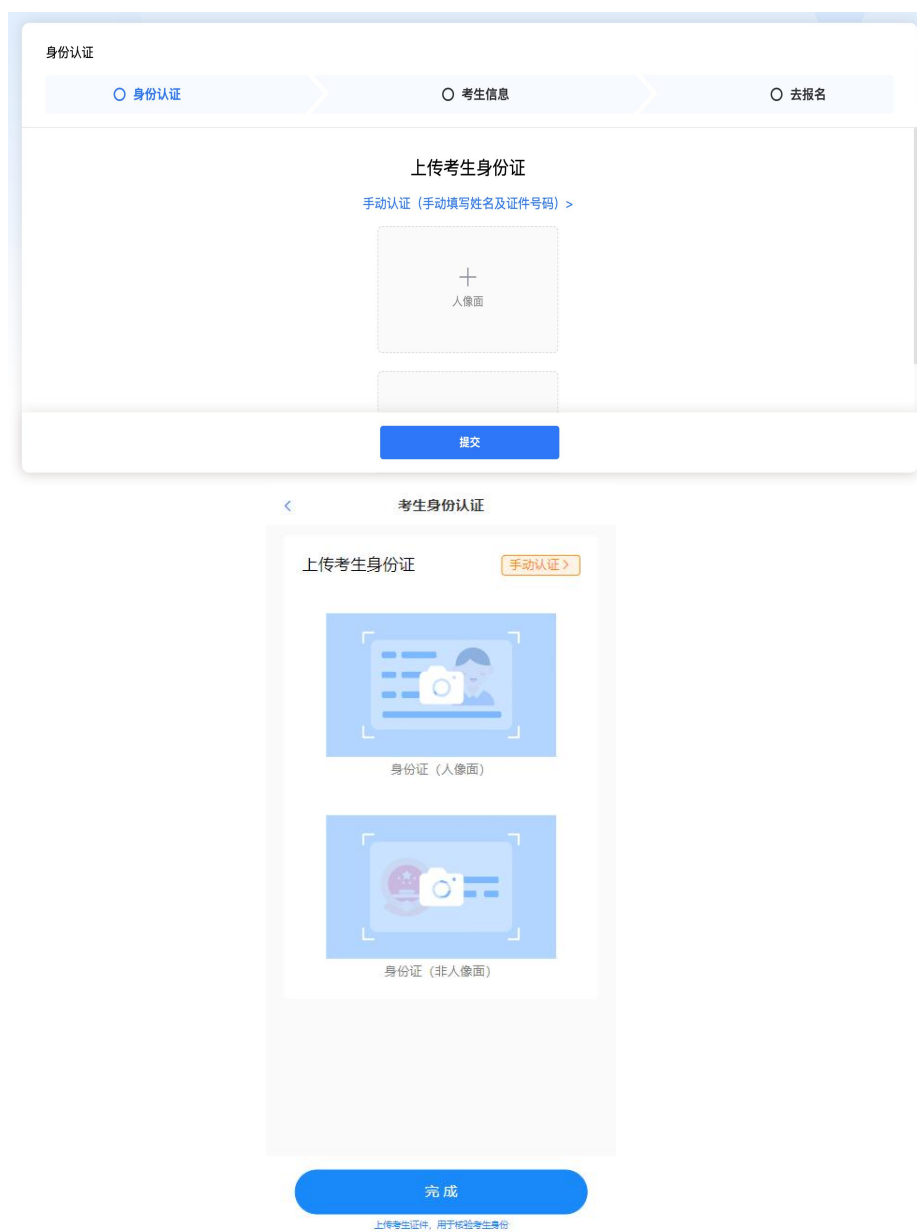 身份认证
身份认证
考生信息
去报名
上传考生身份证
手动认证（手动填写姓名及证件号码）>
人像面
提交
考生身份认证
上传考生身份证
手动认证>
身份证（人像面）
身份证（非人像面）
完成
上传考生证件，用于核验考生身份